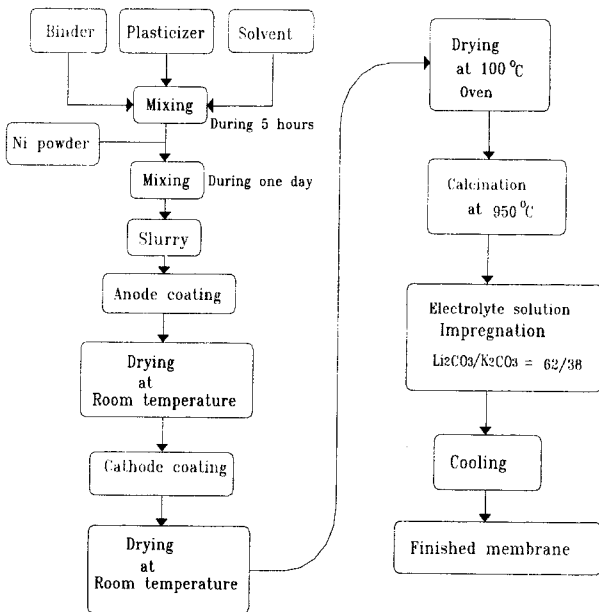 Binder
Plasticizer
Solvent
Mixing
During 5 hours
Ni powder
Mixing
During one day
Slurry
Anode coating
Drying
at
Room temperature
Cathode coating
Drying
at
Room temperature
Drying
at 100°C
Oven
Calcination
at 950°C
Electrolyte solution
Impregnation
Li2CO3/K2CO3 = 62/38
Cooling
Finished membrane